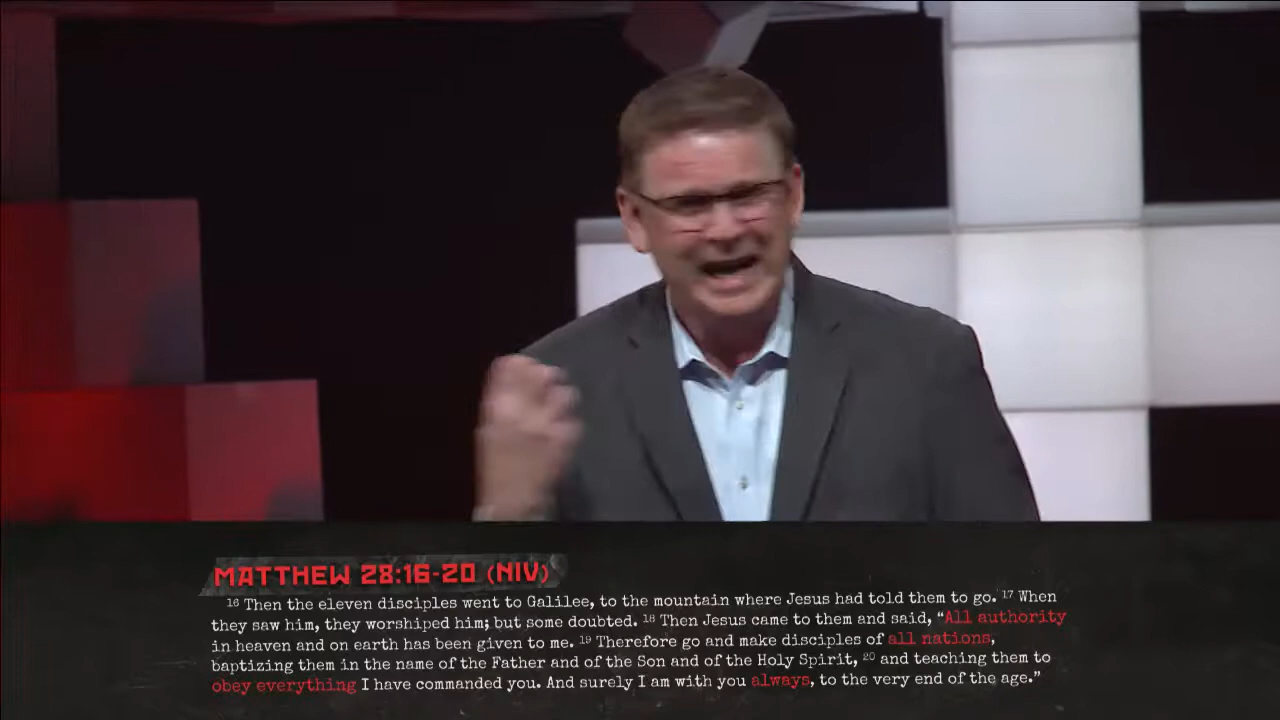 MATTHEW 28:16-20 (NIV)
16 Then the eleven disciples went to Galilee, to the mountain where Jesus had told them to go. 17 When
they saw him, they worshiped him; but some doubted. 18 Then Jesus came to them and said, “All authority
in heaven and on earth has been given to me. 19 Therefore go and make disciples of all nations,
baptizing them in the name of the Father and of the Son and of the Holy Spirit, 20 and teaching them to
obey everything I have commanded you. And surely I am with you always, to the very end of the age.”